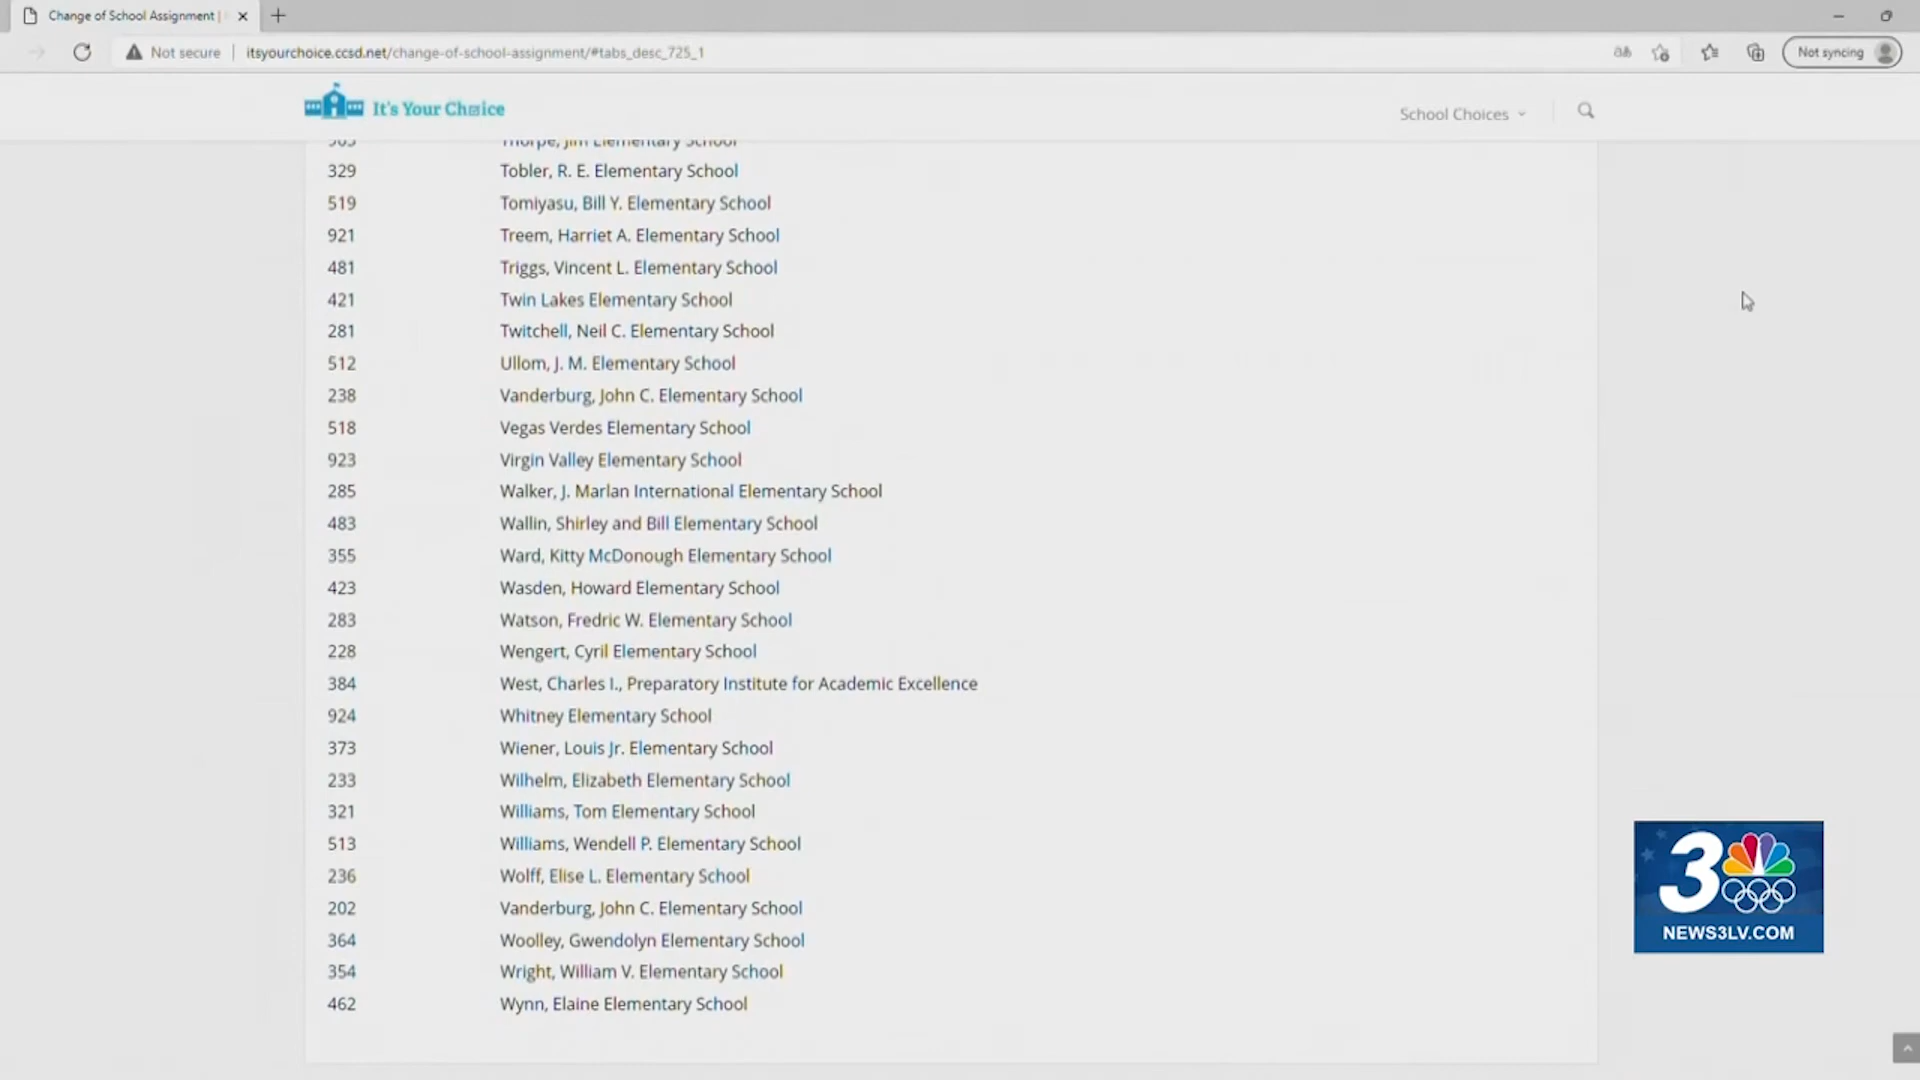 Change of School Assignment |
Not secure
itsyourchoice.ccsd.net/change-of-school-assignment/#tabs_desc_725_1
Not syncing
It's Your Choice
School Choices
Thorpe, Jim Elementary School
329 Tobler, R. E. Elementary School
519 Tomiyasu, Bill Y. Elementary School
921 Treem, Harriet A. Elementary School
481 Triggs, Vincent L. Elementary School
421 Twin Lakes Elementary School
281 Twitchell, Neil C. Elementary School
512 Ullom, J. M. Elementary School
238 Vanderburg, John C. Elementary School
518 Vegas Verdes Elementary School
923 Virgin Valley Elementary School
285 Walker, J. Marlan International Elementary School
483 Wallin, Shirley and Bill Elementary School
355 Ward, Kitty McDonough Elementary School
423 Wasden, Howard Elementary School
283 Watson, Fredric W. Elementary School
228 Wengert, Cyril Elementary School
384 West, Charles I., Preparatory Institute for Academic Excellence
924 Whitney Elementary School
373 Wiener, Louis Jr. Elementary School
233 Wilhelm, Elizabeth Elementary School
321 Williams, Tom Elementary School
513 Williams, Wendell P. Elementary School
236 Wolff, Elise L. Elementary School
202 Vanderburg, John C. Elementary School
364 Woolley, Gwendolyn Elementary School
354 Wright, William V. Elementary School
462 Wynn, Elaine Elementary School
3
NEWS3LV.COM